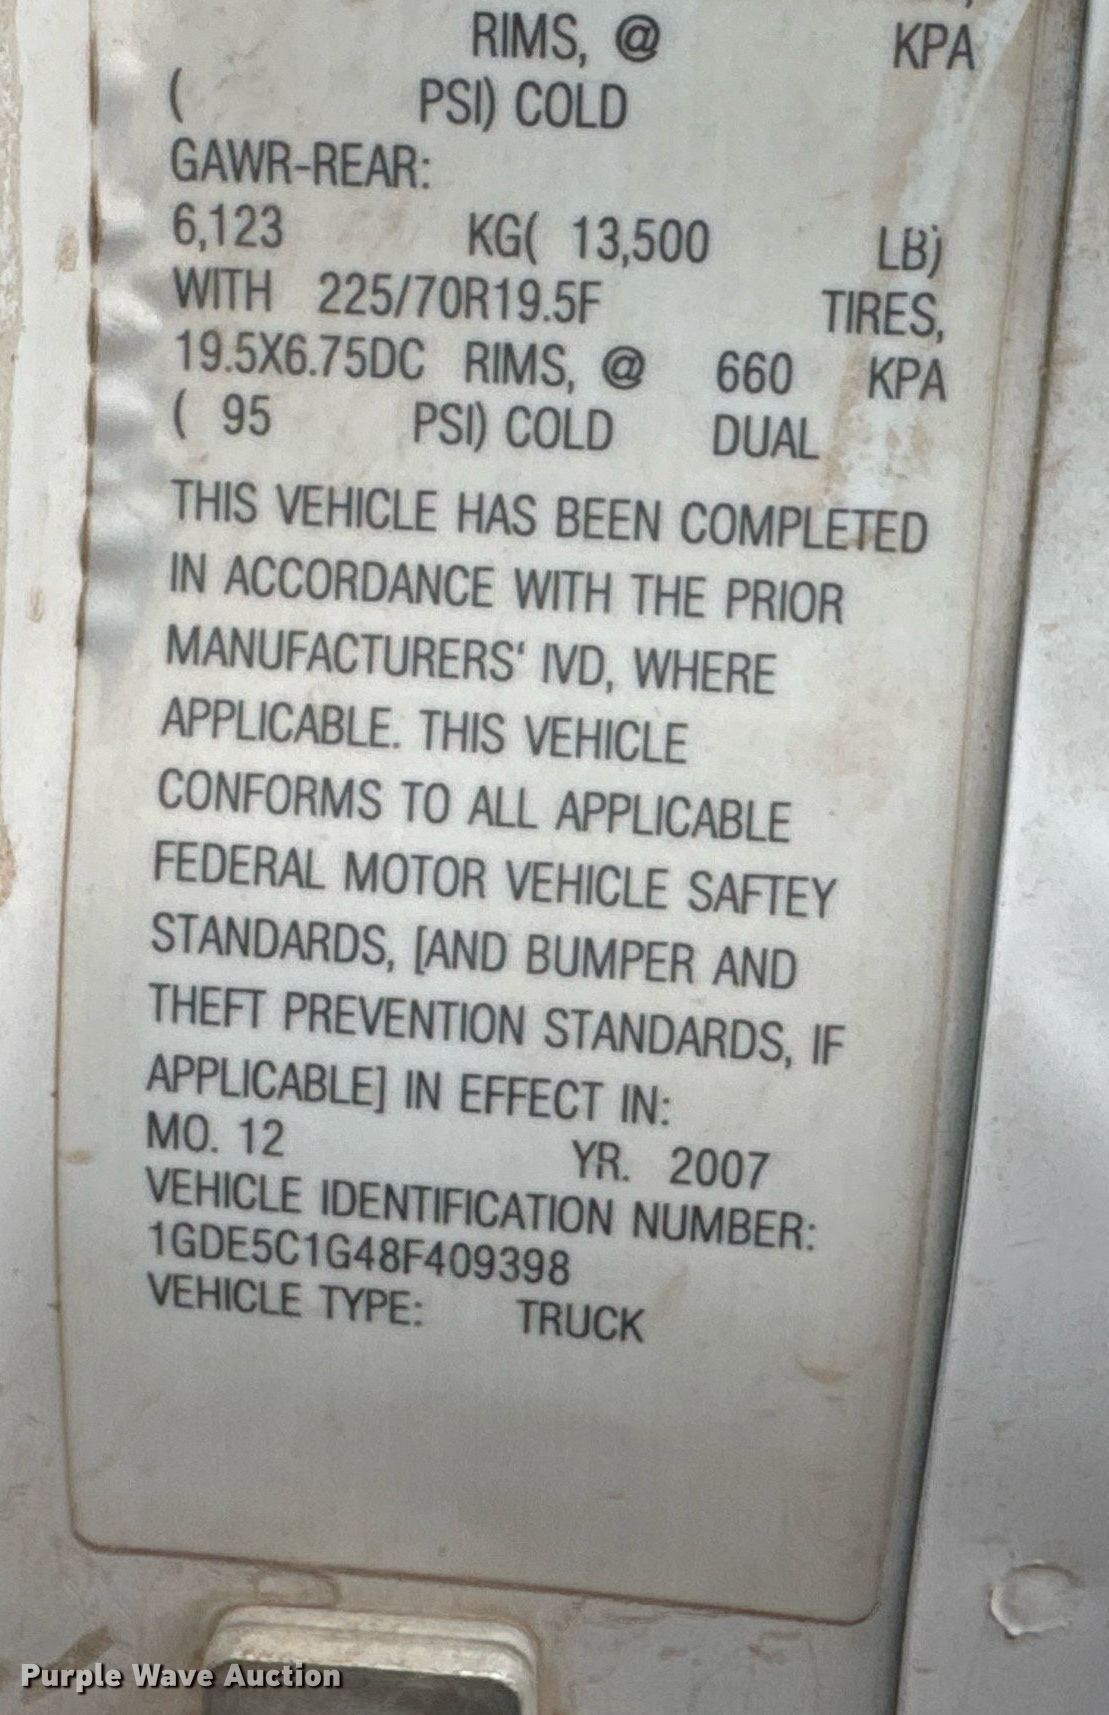 RIMS, @ KPA
( PSI) COLD
GAWR-REAR:
6,123 KG( 13,500 LB)
WITH 225/70R19.5F TIRES,
19.5X6.75DC RIMS, @ 660 KPA
( 95 PSI) COLD DUAL
THIS VEHICLE HAS BEEN COMPLETED
IN ACCORDANCE WITH THE PRIOR
MANUFACTURERS' IVD, WHERE
APPLICABLE. THIS VEHICLE
CONFORMS TO ALL APPLICABLE
FEDERAL MOTOR VEHICLE SAFTEY
STANDARDS, [AND BUMPER AND
THEFT PREVENTION STANDARDS, IF
APPLICABLE] IN EFFECT IN:
MO. 12 YR. 2007
VEHICLE IDENTIFICATION NUMBER:
1GDE5C1G48F409398
VEHICLE TYPE: TRUCK
Purple Wave Auction